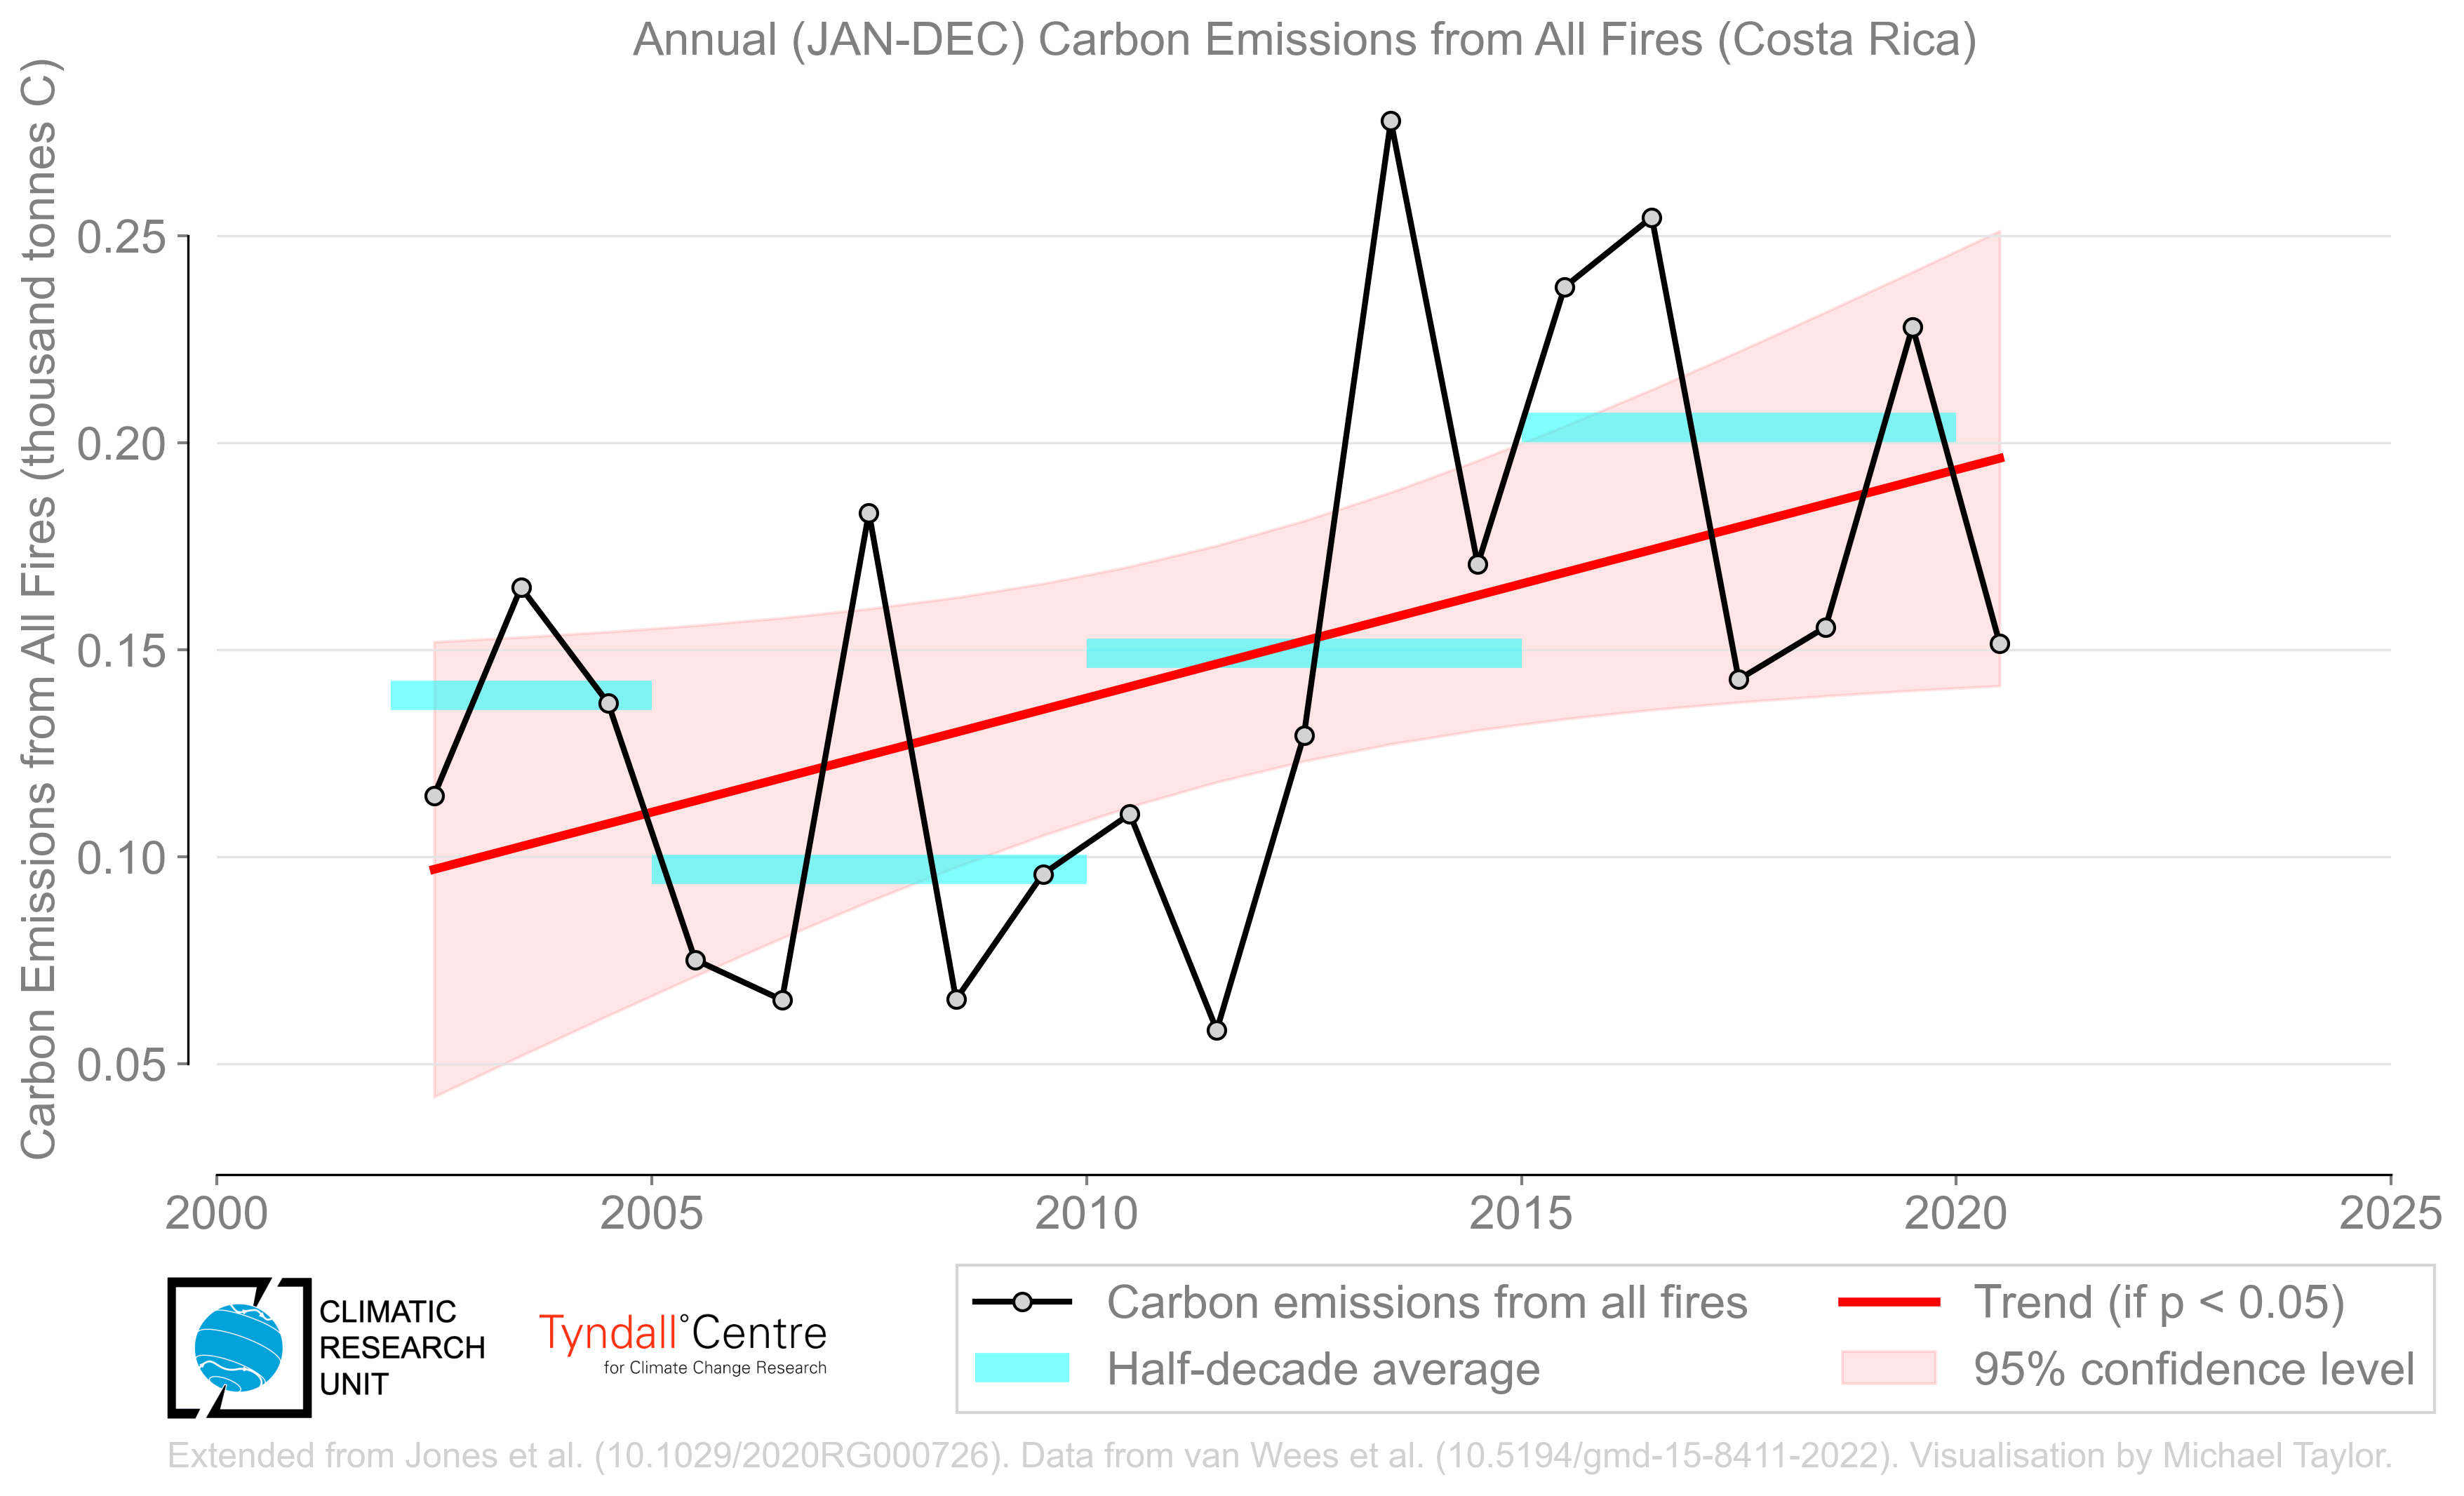 Annual (JAN-DEC) Carbon Emissions from All Fires (Costa Rica)
Carbon Emissions from All Fires (thousand tonnes C)
0.25
0.20
0.15
0.10
0.05
2000 2005 2010 2015 2020 2025
CLIMATIC
RESEARCH
UNIT
Tyndall°Centre
for Climate Change Research
Carbon emissions from all fires
Half-decade average
Trend (if p < 0.05)
95% confidence level
Extended from Jones et al. (10.1029/2020RG000726). Data from van Wees et al. (10.5194/gmd-15-8411-2022). Visualisation by Michael Taylor.